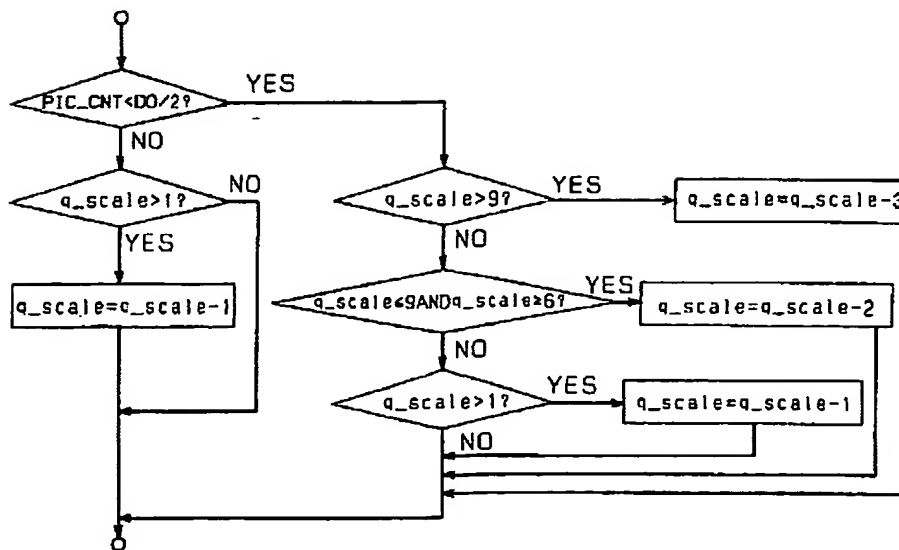 PIC_CNT<DO/2?
YES
NO
q_scale>1?
NO
YES
q_scale=q_scale-1
q_scale>9?
YES
q_scale=q_scale-3
NO
q_scale≤9ANDq_scale≥6?
YES
q_scale=q_scale-2
NO
q_scale>1?
YES
q_scale=q_scale-1
NO